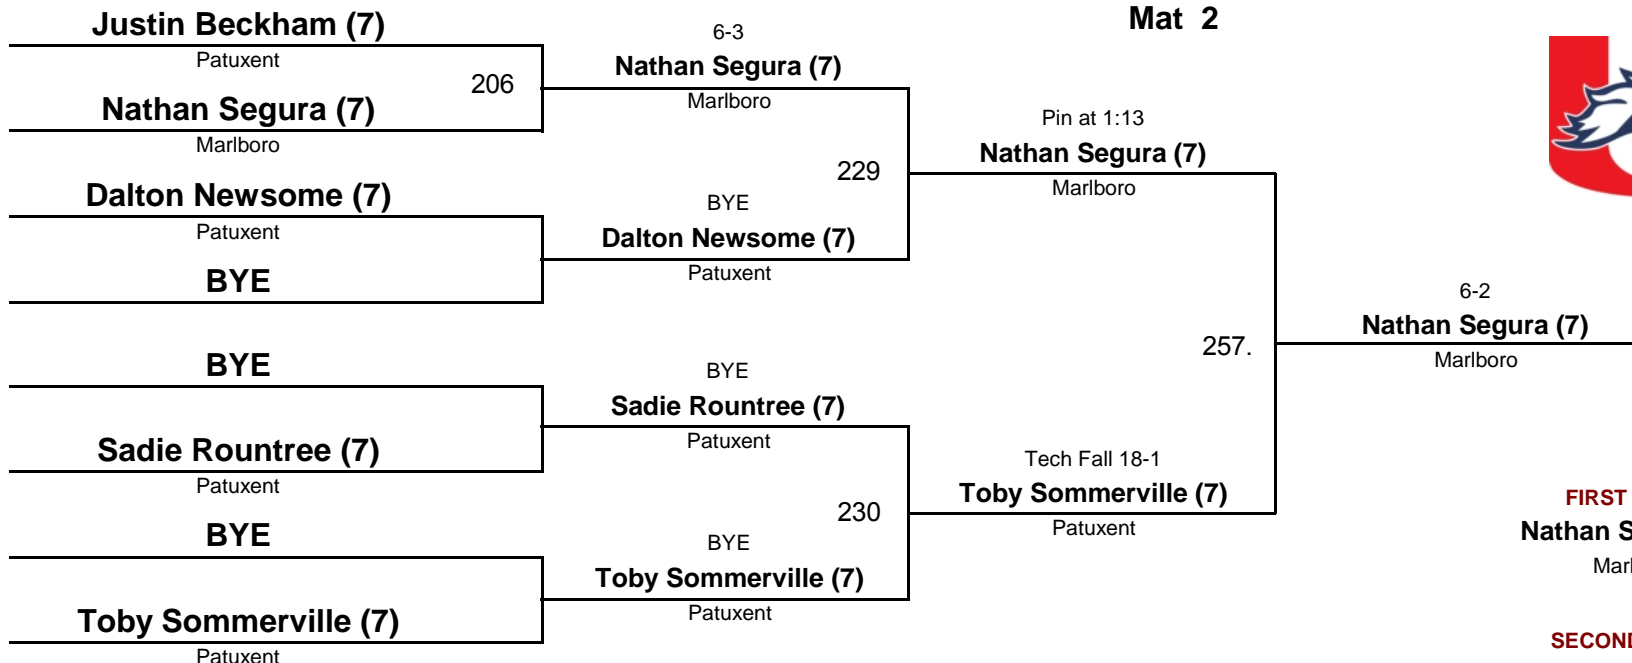 Mat 2
Justin Beckham (7)
Patuxent
206
Nathan Segura (7)
Marlboro
Dalton Newsome (7)
Patuxent
BYE
BYE
Sadie Rountree (7)
Patuxent
BYE
Toby Sommerville (7)
Patuxent
6-3
Nathan Segura (7)
Marlboro
229
BYE
Dalton Newsome (7)
Patuxent
BYE
Sadie Rountree (7)
Patuxent
230
BYE
Toby Sommerville (7)
Patuxent
Pin at 1:13
Nathan Segura (7)
Marlboro
257.
Tech Fall 18-1
Toby Sommerville (7)
Patuxent
6-2
Nathan Segura (7)
Marlboro
FIRST
Nathan S
Marl
SECOND